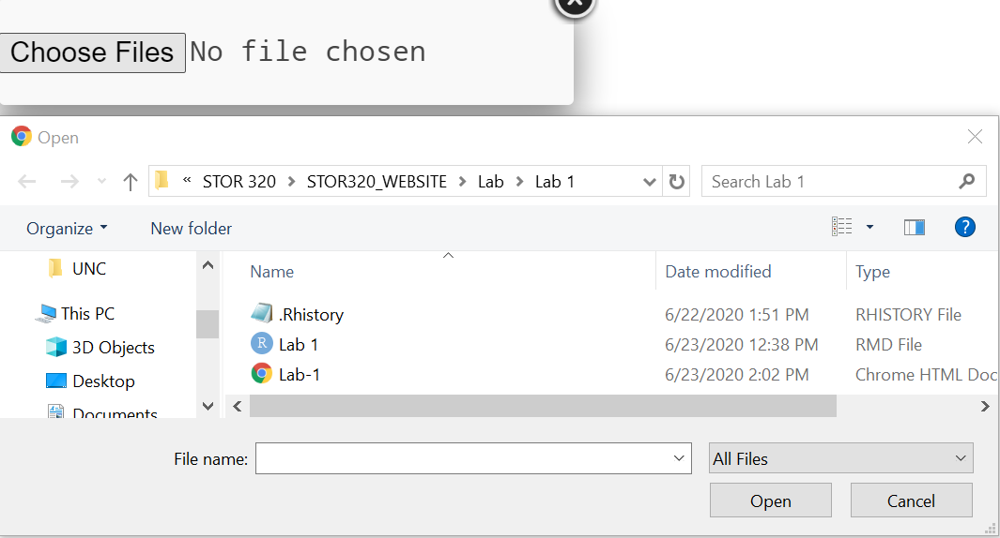 Choose Files No file chosen
Open
« STOR 320 > STOR320_WEBSITE > Lab > Lab 1
Search Lab 1
Organize
New folder
?
UNC
This PC
3D Objects
Desktop
Documents
Name Date modified Type
.Rhistory 6/22/2020 1:51 PM RHISTORY File
R Lab 1 6/23/2020 12:38 PM RMD File
Lab-1 6/23/2020 2:02 PM Chrome HTML Doc
File name:
All Files
Open
Cancel